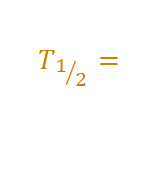 T1/2 =